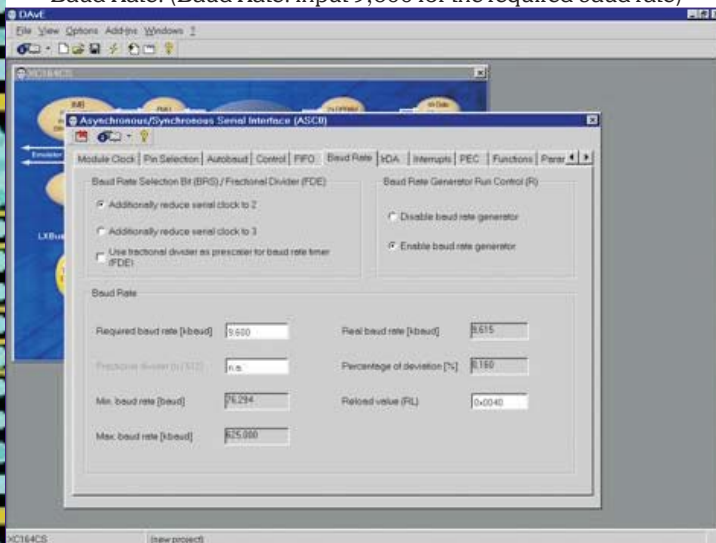 Baud Rate: (Baud Rate: input 9,600 for the required baud rate)
DAvE
File View Options Add-Ins Windows ?
XC164CS
Asynchronous/Synchronous Serial Interface (ASC0)
Module Clock Pin Selection Autobaud Control FIFO Baud Rate IrDA Interrupts PEC Functions Param
Baud Rate Selection Bit (BRS) / Fractional Divider (FDE)
Baud Rate Generator Run Control (R)
Additionally reduce serial clock to 2
Disable baud rate generator
Additionally reduce serial clock to 3
Enable baud rate generator
Use fractional divider as prescaler for baud rate timer
(FDE)
Baud Rate
Required baud rate [kbaud] 9.600
Real baud rate [kbaud] 9.615
Fractional divider (n / 512) n.a.
Percentage of deviation [%] 0.160
Min. baud rate [baud] 76.294
Reload value (RL) 0x0040
Max. baud rate [kbaud] 625.000
Emulator
LXBus
XC164CS (new project)